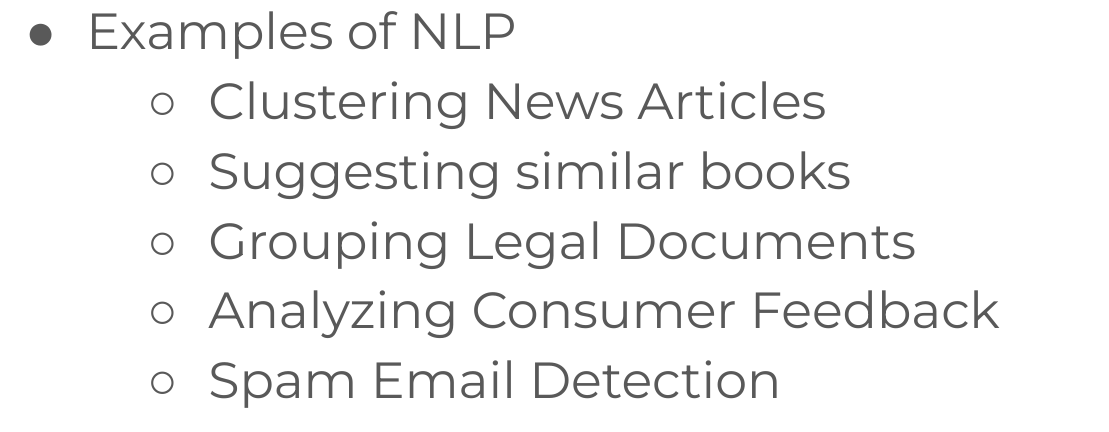 ● Examples of NLP
○ Clustering News Articles
○ Suggesting similar books
○ Grouping Legal Documents
○ Analyzing Consumer Feedback
○ Spam Email Detection